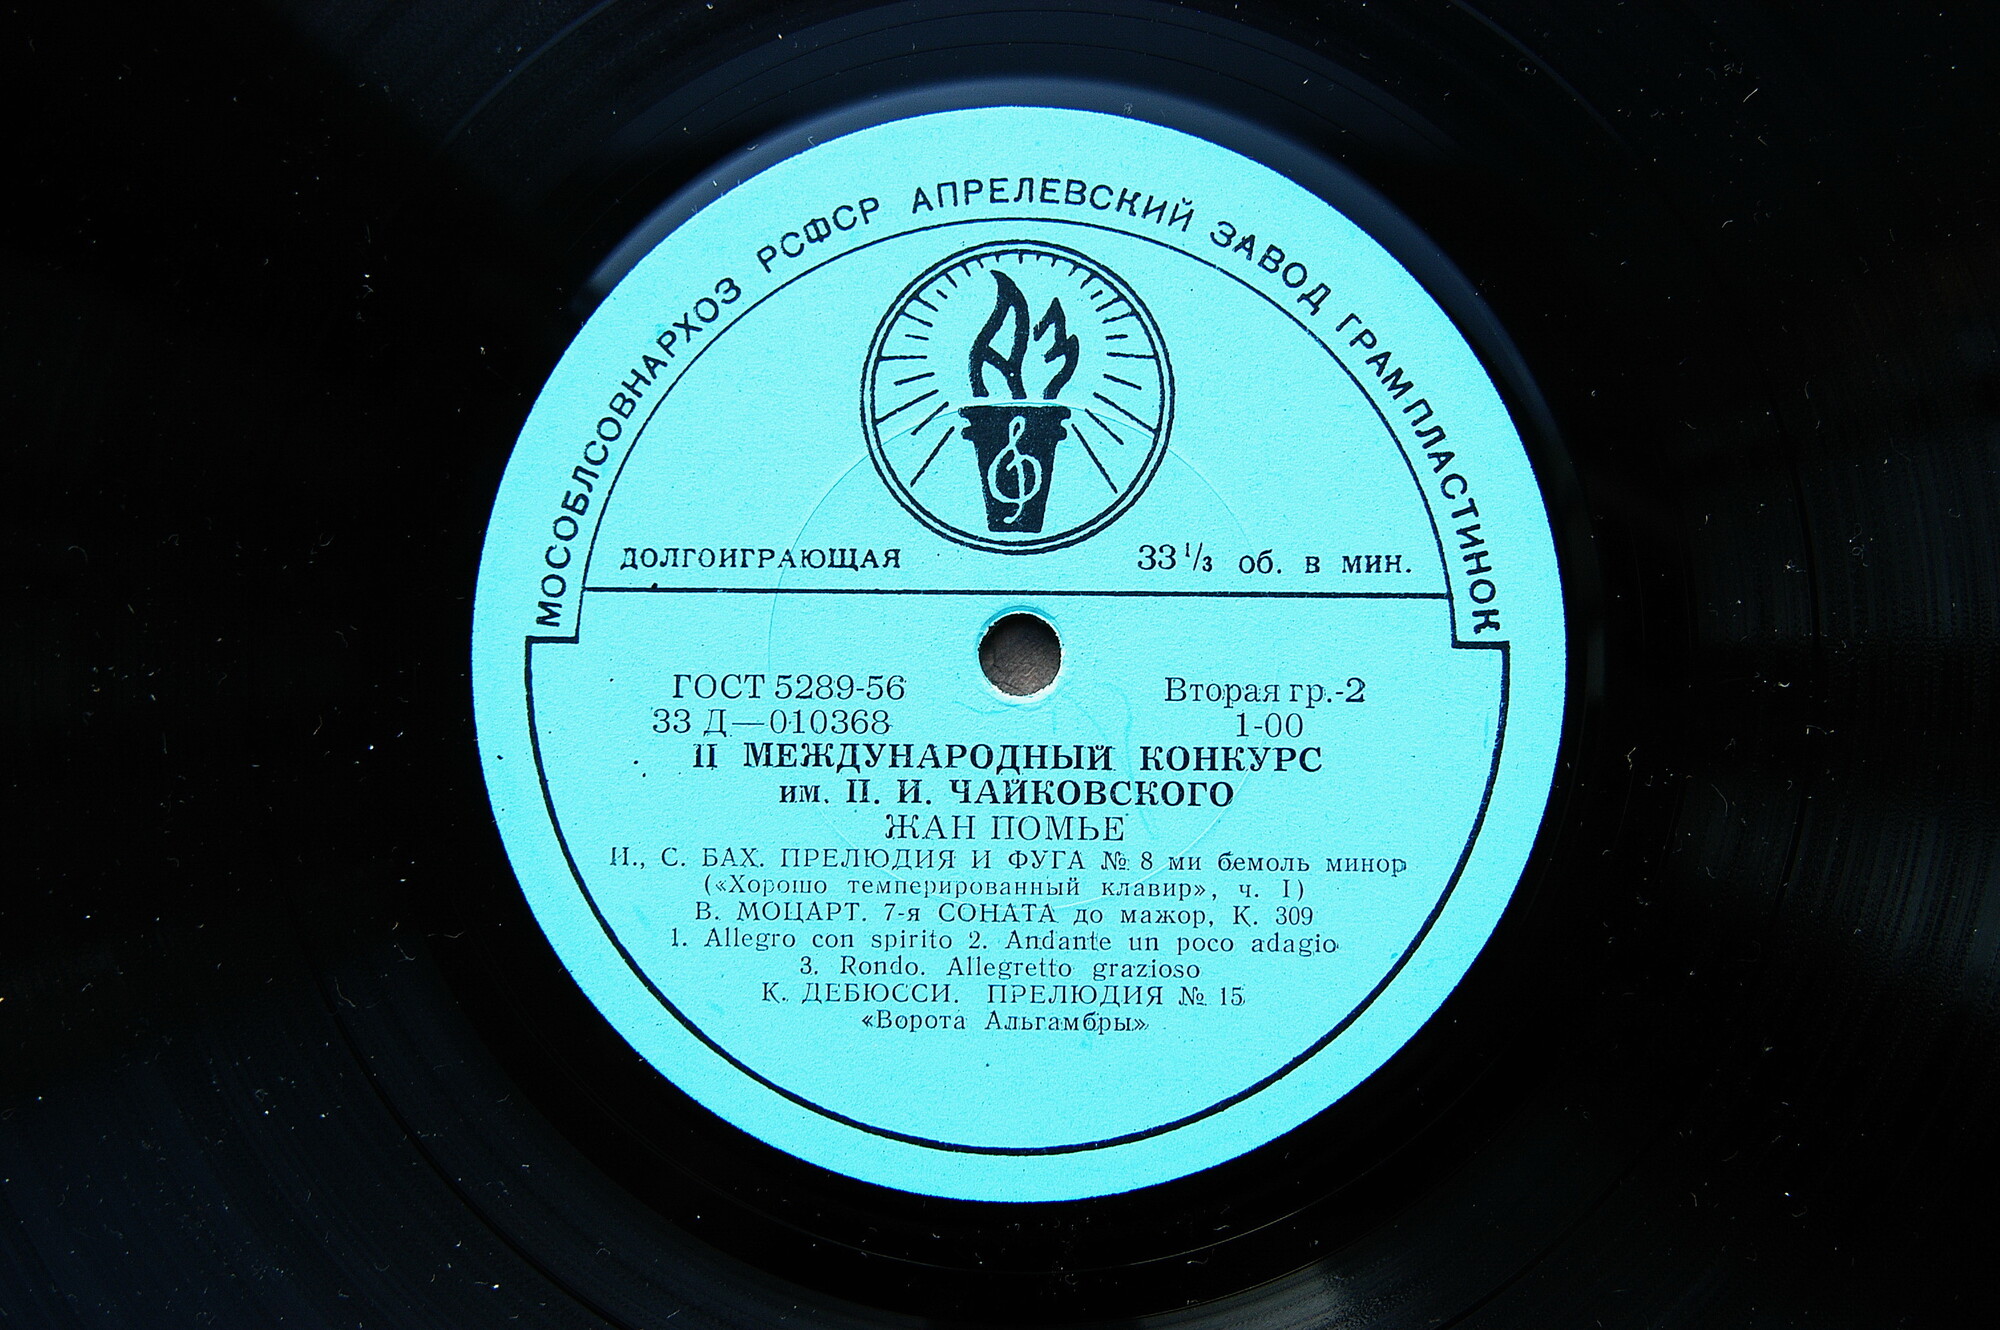 МОСОБЛСОВНАРХОЗ РСФСР АПРЕЛЕВСКИЙ ЗАВОД ГРАМПЛАСТИНОК
АЗ
ДОЛГОИГРАЮЩАЯ 33 1/3 об. в мин.
ГОСТ 5289-56 Вторая гр.-2
33 Д—010368 1-00
II МЕЖДУНАРОДНЫЙ КОНКУРС
им. П. И. ЧАЙКОВСКОГО
ЖАН ПОМЬЕ
И., С. БАХ. ПРЕЛЮДИЯ И ФУГА № 8 ми бемоль минор
(«Хорошо темперированный клавир», ч. I)
В. МОЦАРТ. 7-я СОНАТА до мажор, К. 309
1. Allegro con spirito 2. Andante un poco adagio
3. Rondo. Allegretto grazioso
К. ДЕБЮССИ. ПРЕЛЮДИЯ № 15
«Ворота Альгамбры»